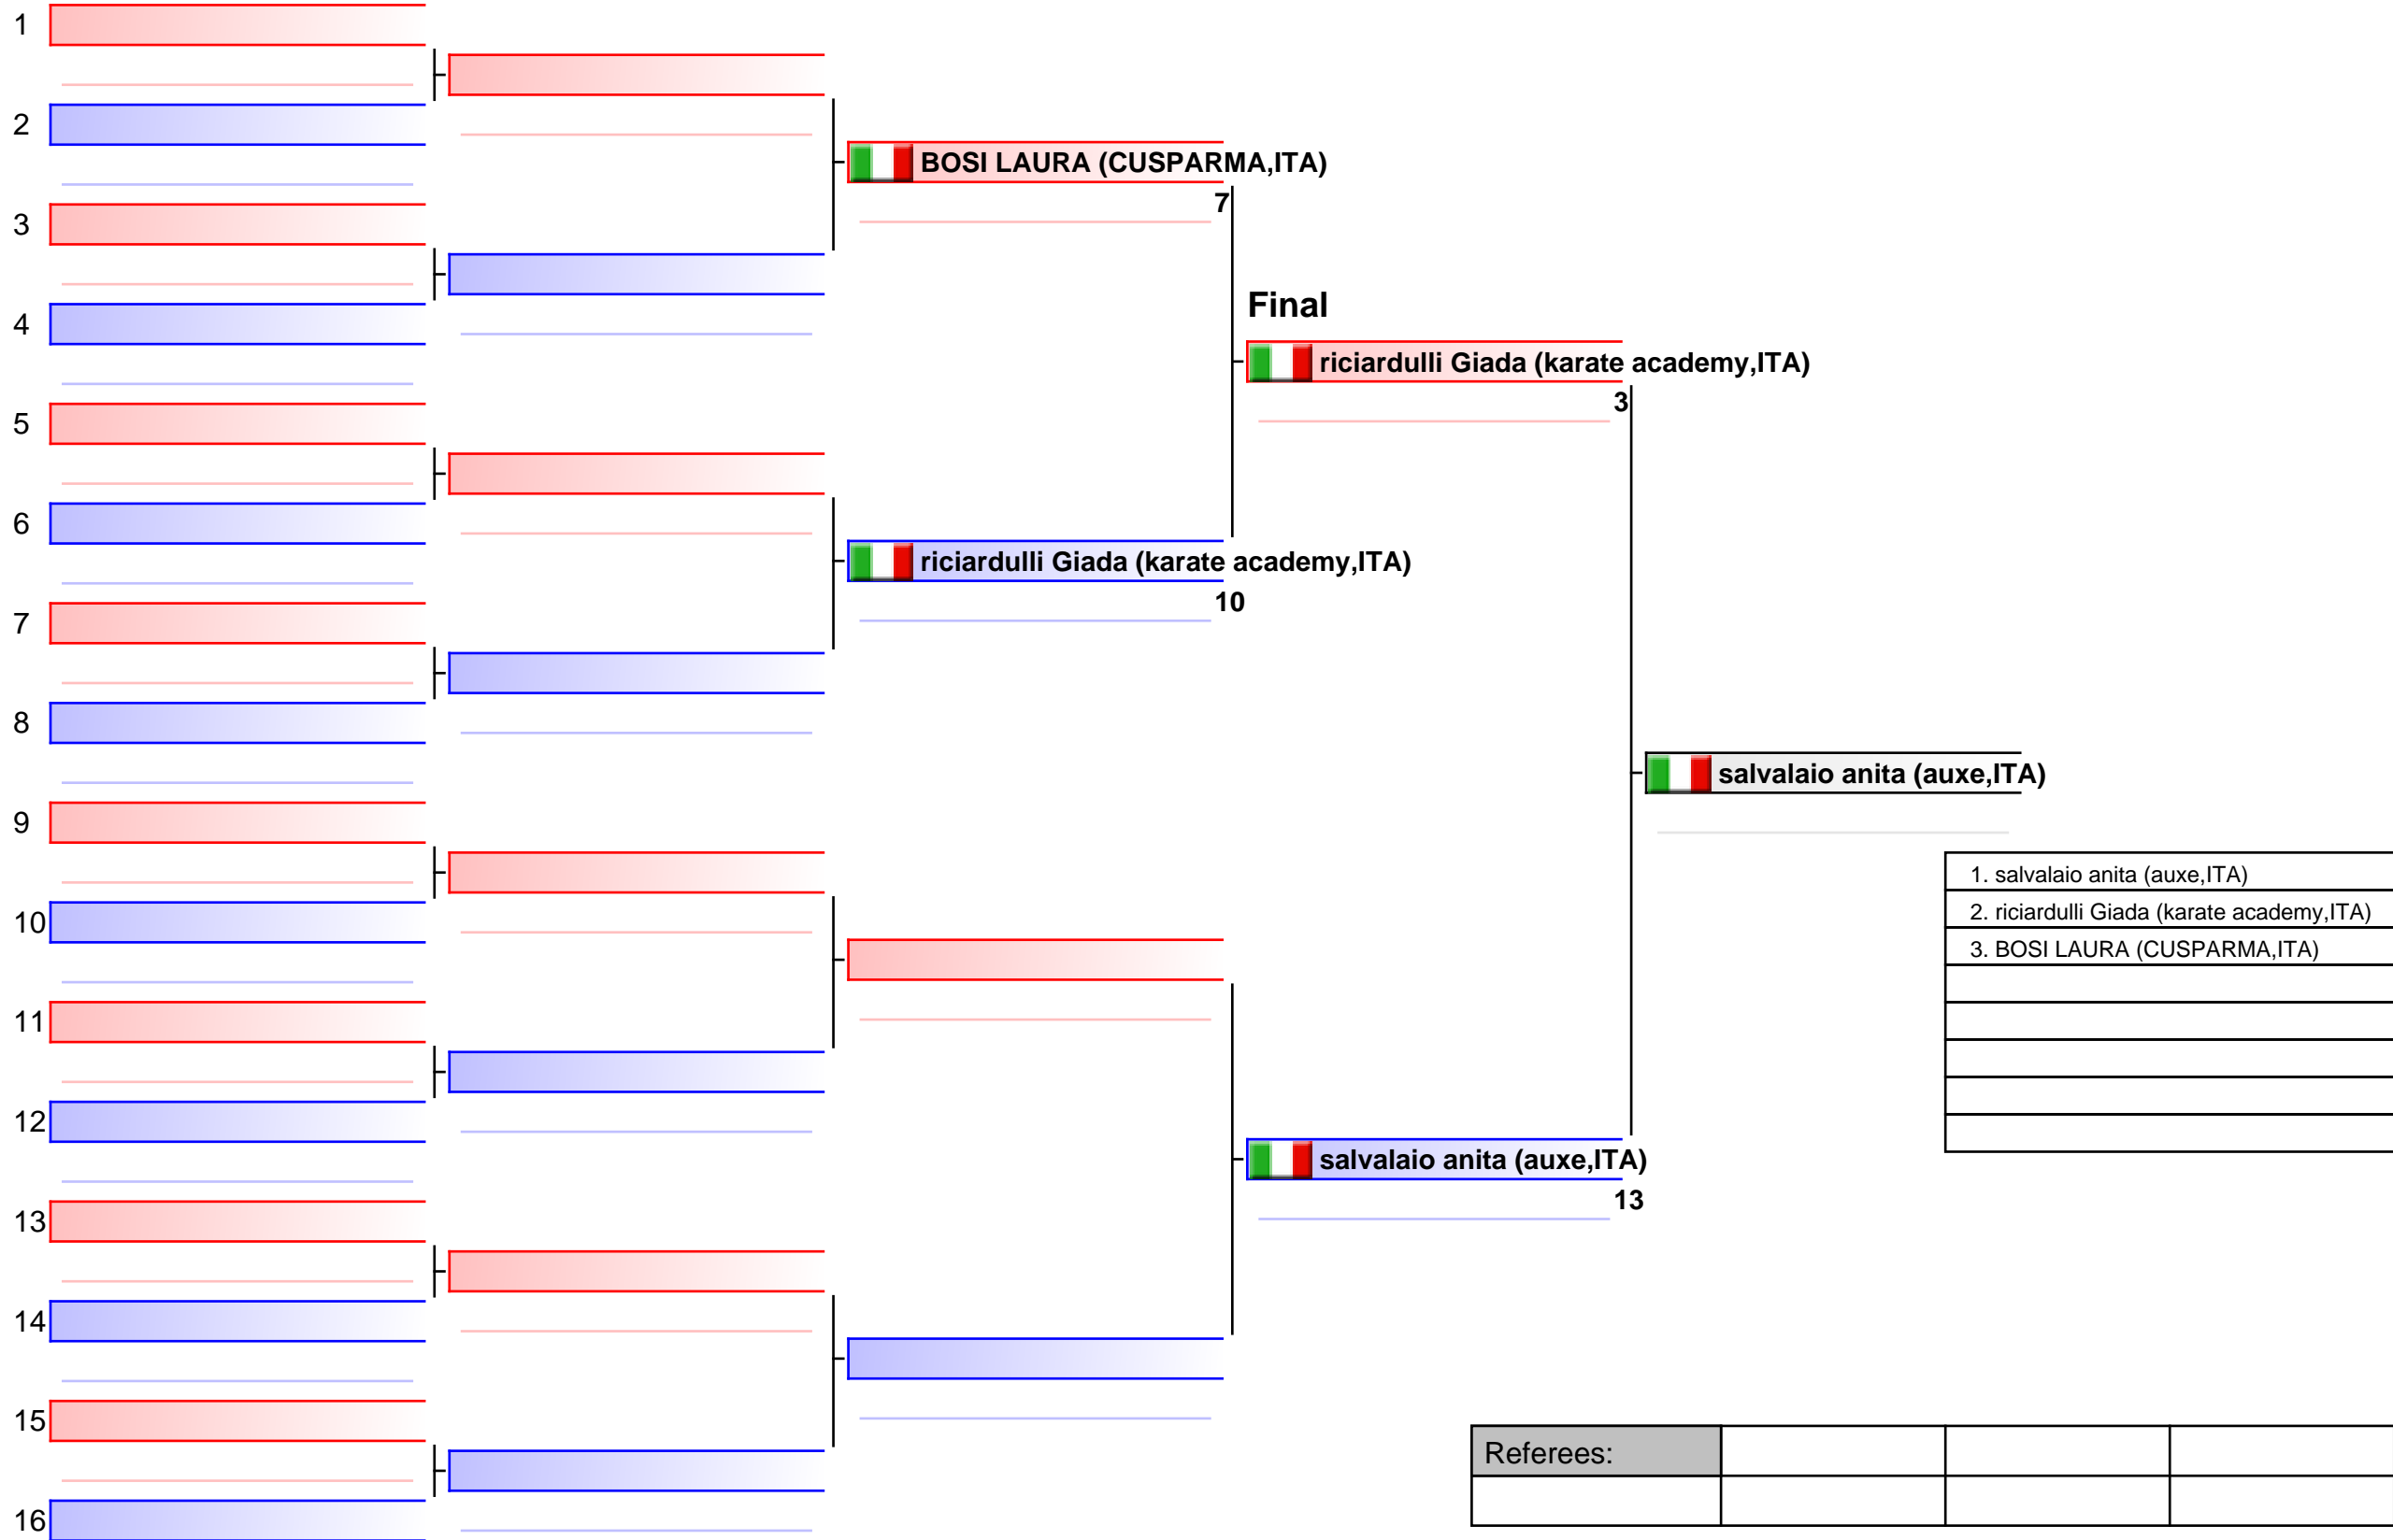 1
2
BOSI LAURA (CUSPARMA,ITA)
7
3
4
Final
riciardulli Giada (karate academy,ITA)
3
5
6
riciardulli Giada (karate academy,ITA)
10
7
8
salvalaio anita (auxe,ITA)
9
1. salvalaio anita (auxe,ITA)
2. riciardulli Giada (karate academy,ITA)
3. BOSI LAURA (CUSPARMA,ITA)
10
11
12
salvalaio anita (auxe,ITA)
13
13
14
15
Referees:
16